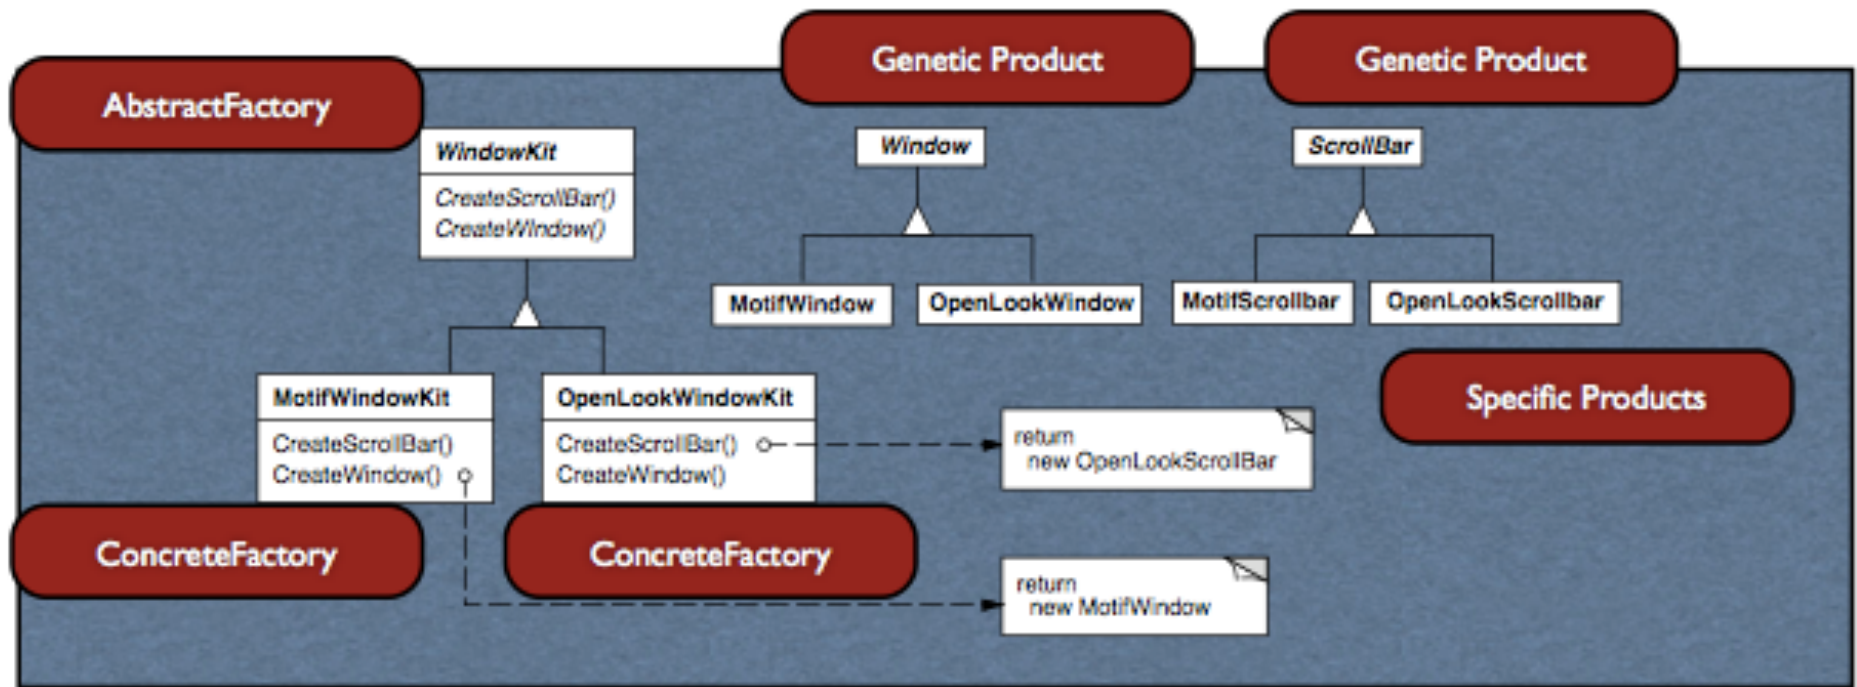 Genetic Product
Genetic Product
AbstractFactory
WindowKit
CreateScrollBar()
CreateWindow()
Window
ScrollBar
MotifWindow
OpenLookWindow
MotifScrollbar
OpenLookScrollbar
MotifWindowKit
CreateScrollBar()
CreateWindow()
OpenLookWindowKit
CreateScrollBar()
CreateWindow()
Specific Products
return
new OpenLookScrollBar
ConcreteFactory
ConcreteFactory
return
new MotifWindow